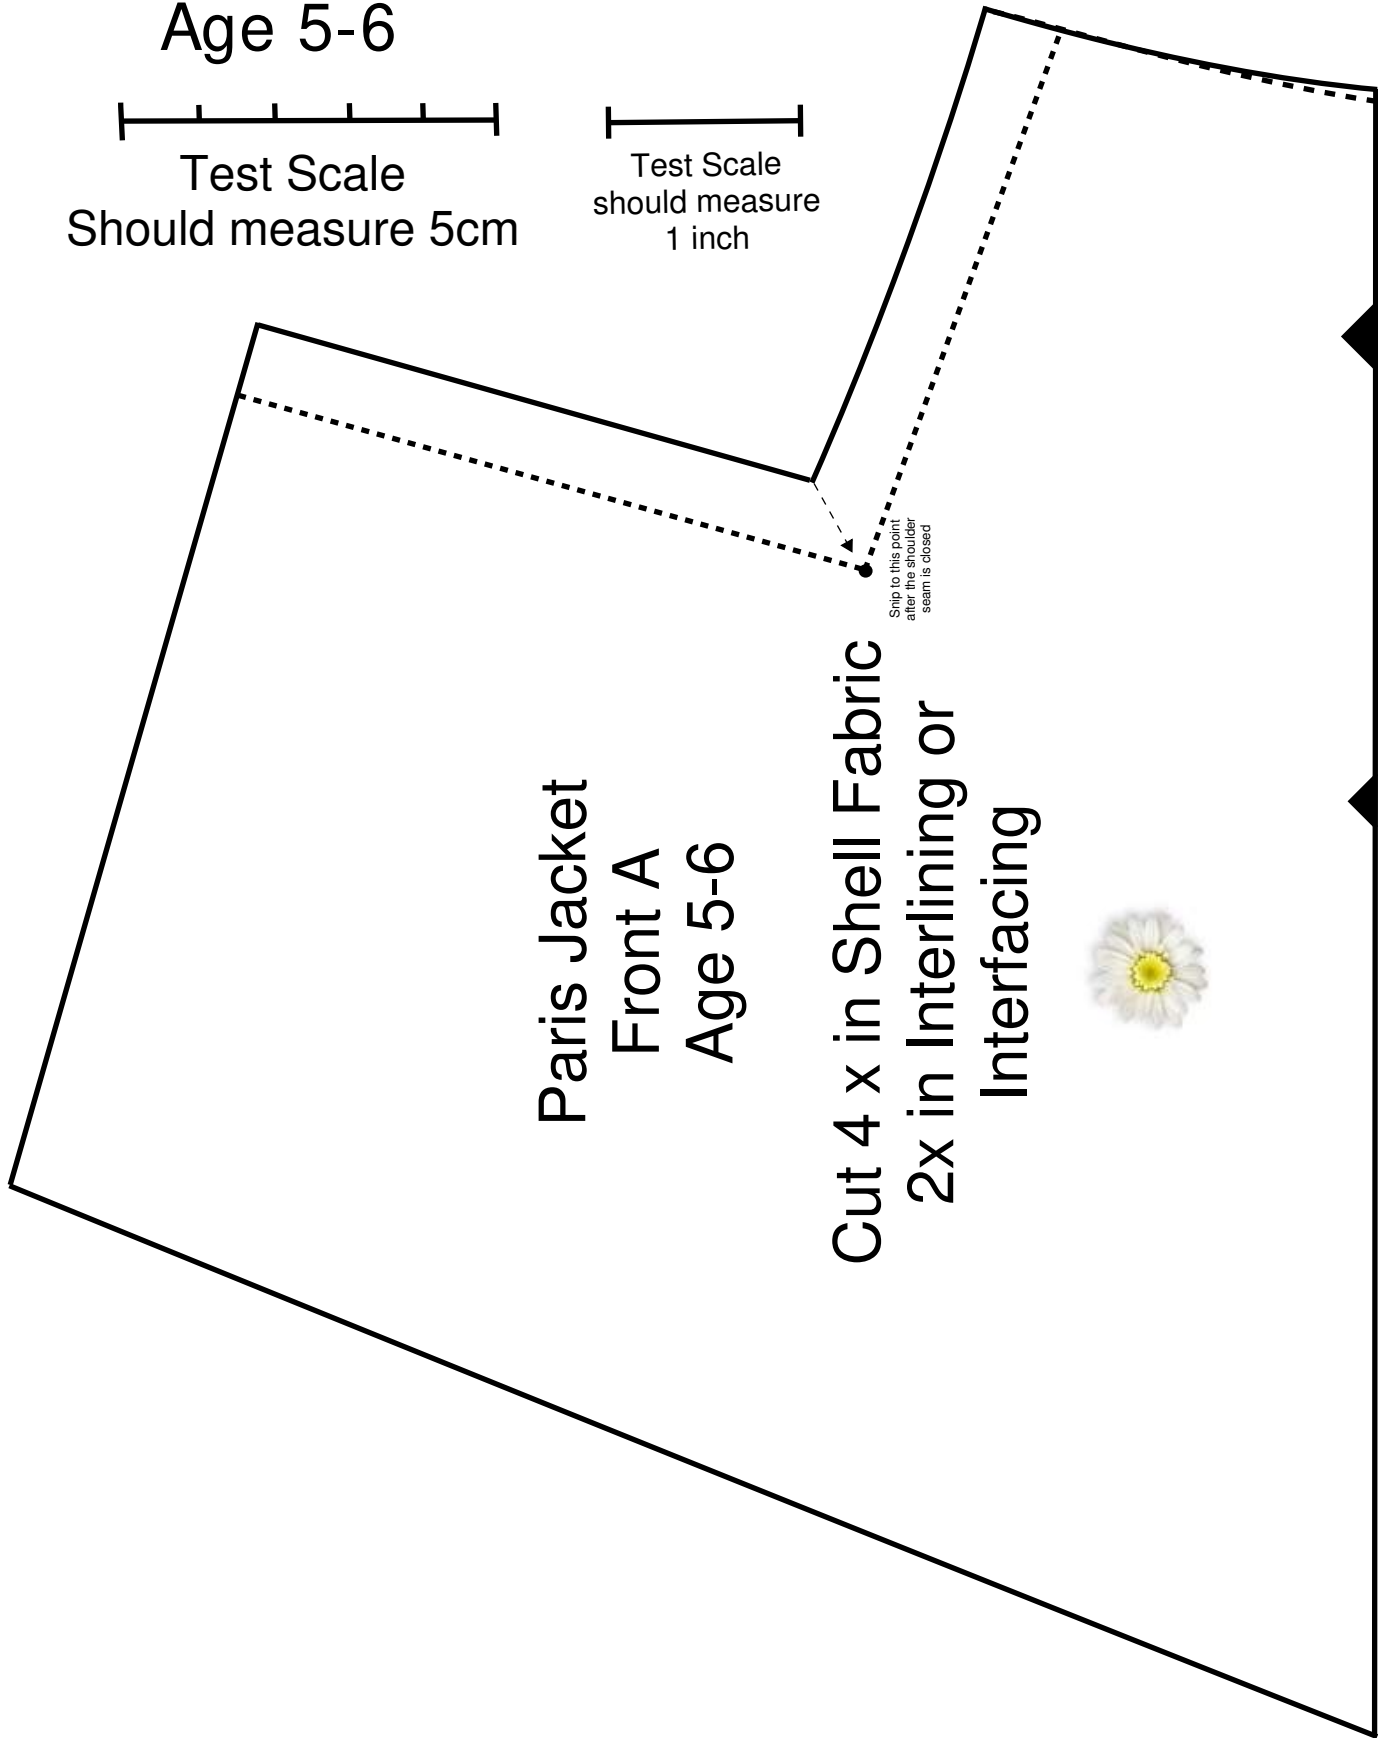 Age 5-6
Test Scale
Should measure 5cm
Test Scale
should measure
1 inch
Snip to this point
after the shoulder
seam is closed
Paris Jacket
Front A
Age 5-6
Cut 4 x in Shell Fabric
2x in Interlining or
Interfacing